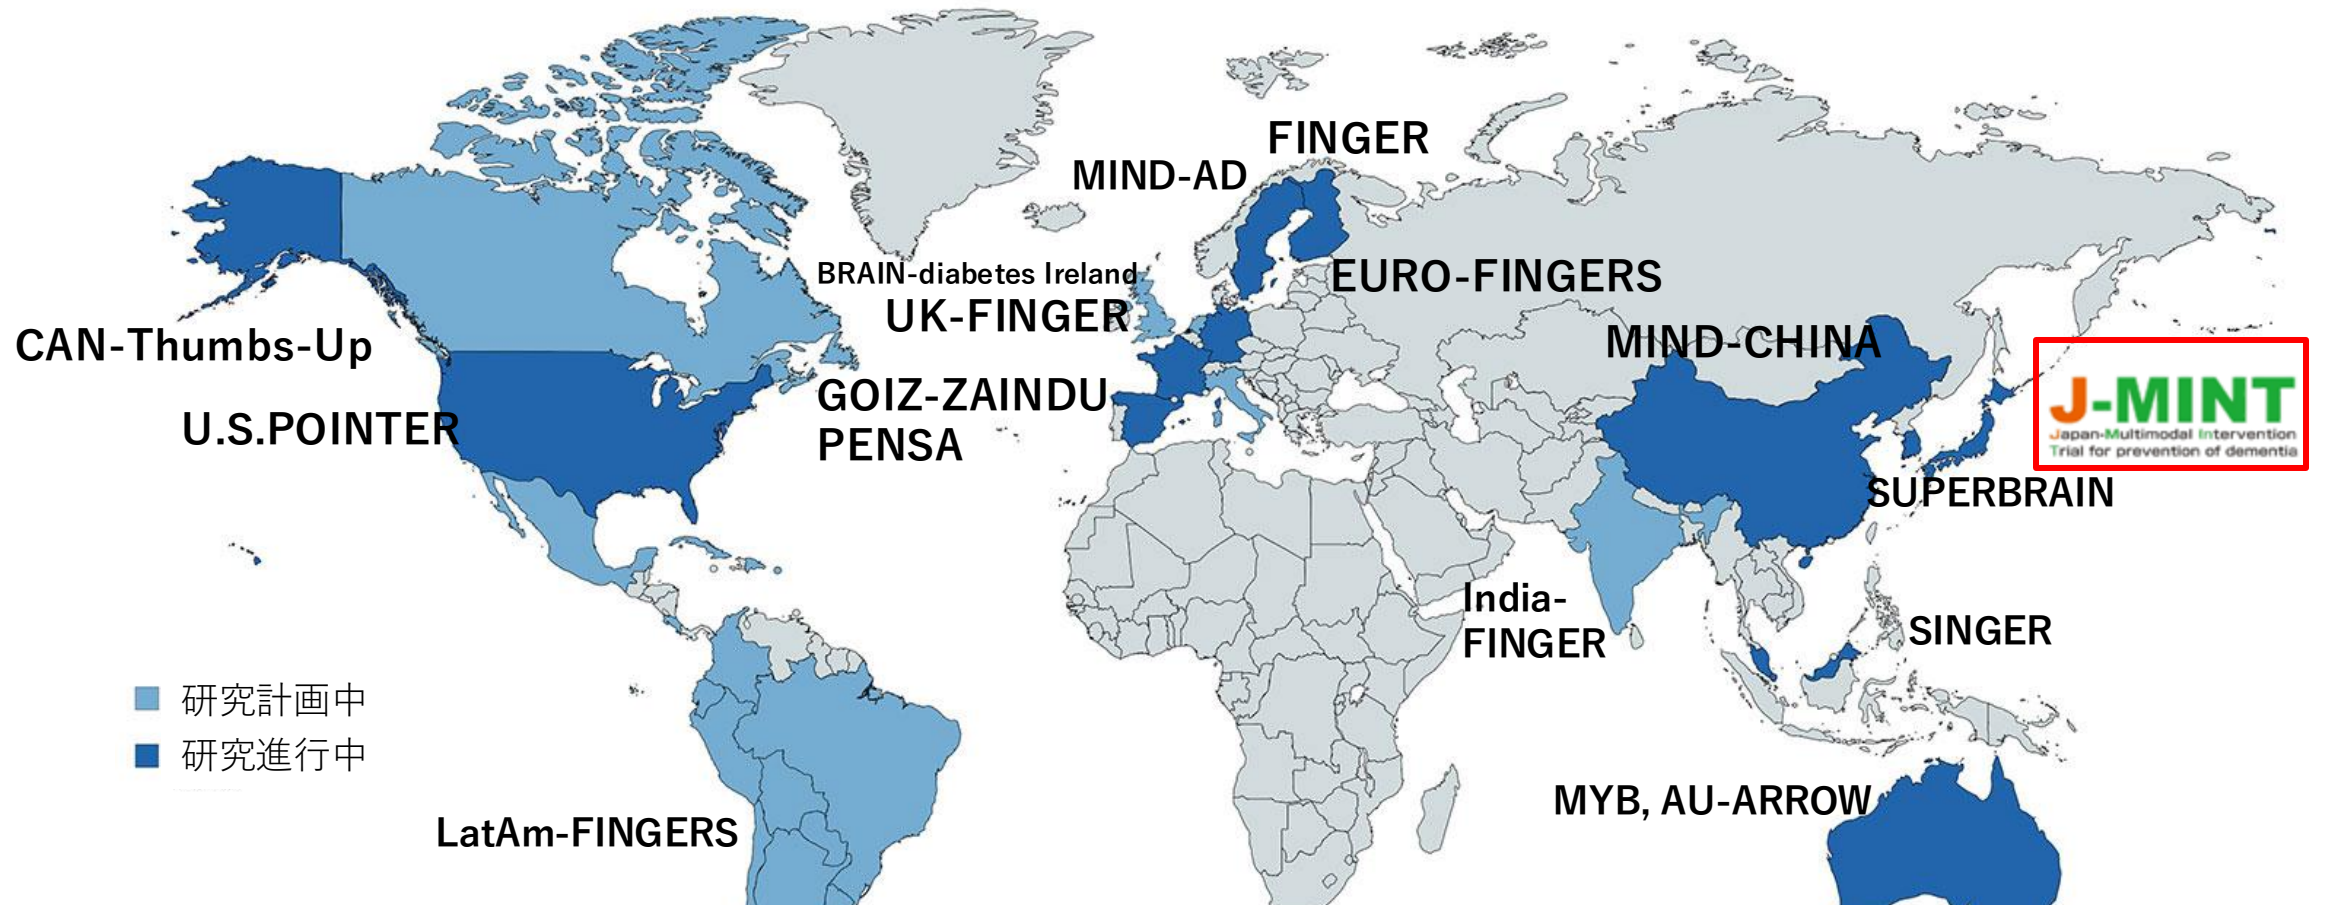 FINGER
MIND-AD
BRAIN-diabetes Ireland
EURO-FINGERS
UK-FINGER
CAN-Thumbs-Up
MIND-CHINA
GOIZ-ZAINDU
PENSA
U.S.POINTER
J-MINT
Japan-Multimodal Intervention
Trial for prevention of dementia
SUPERBRAIN
India-
FINGER
SINGER
研究計画中
研究進行中
MYB, AU-ARROW
LatAm-FINGERS